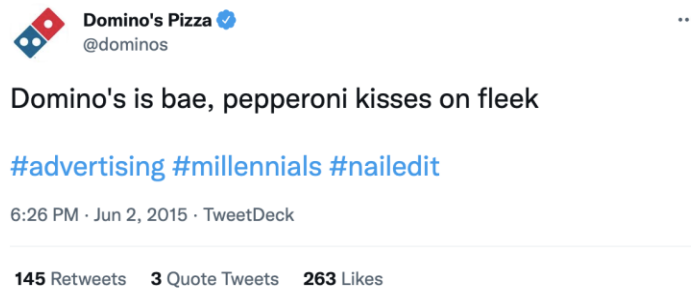 Domino's Pizza
@dominos
Domino's is bae, pepperoni kisses on fleek
#advertising #millennials #nailedit
6:26 PM · Jun 2, 2015 · TweetDeck
145 Retweets 3 Quote Tweets 263 Likes